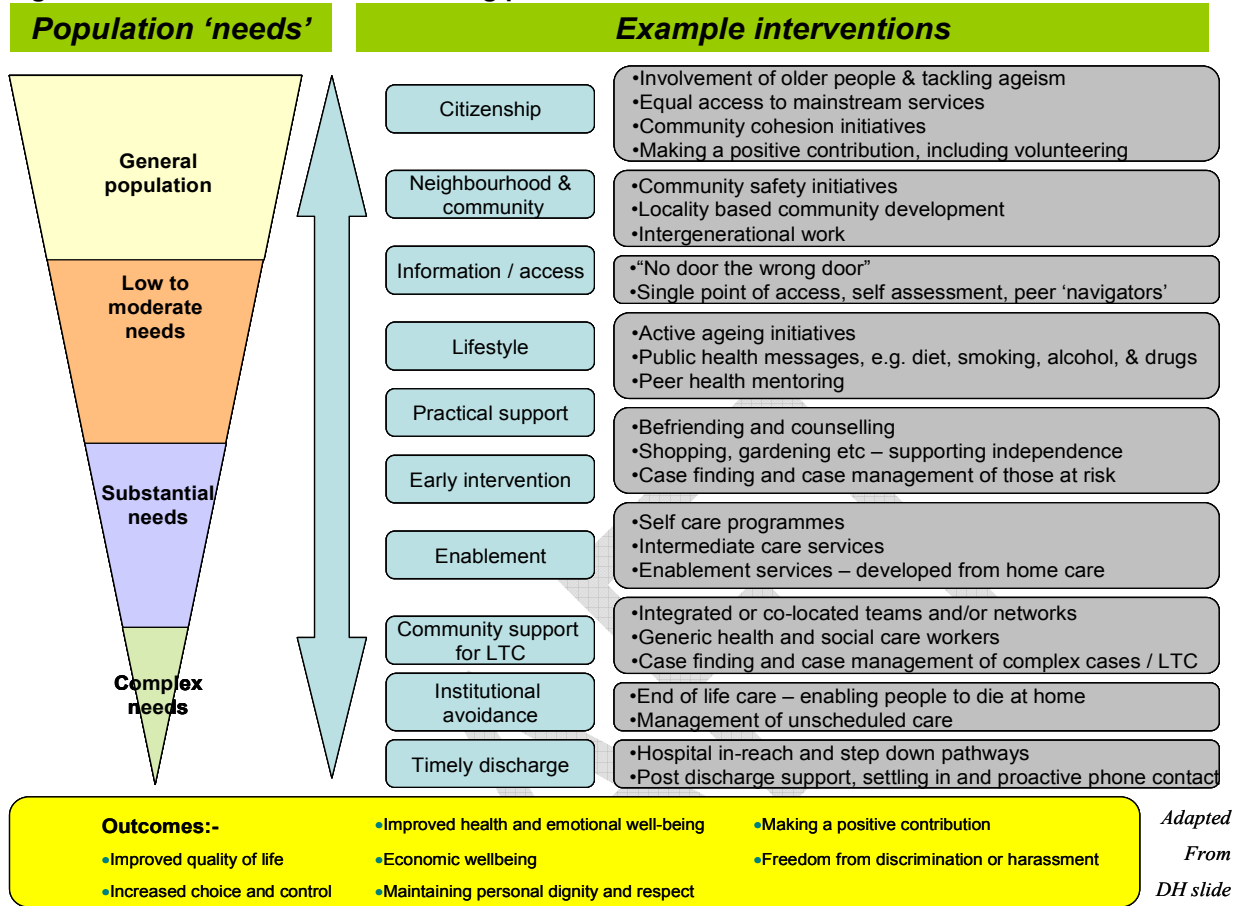 Population ‘needs’
Example interventions
General
population
Low to
moderate
needs
Substantial
needs
Complex
needs
Citizenship
•Involvement of older people & tackling ageism
•Equal access to mainstream services
•Community cohesion initiatives
•Making a positive contribution, including volunteering
Neighbourhood &
community
•Community safety initiatives
•Locality based community development
•Intergenerational work
Information / access
•“No door the wrong door”
•Single point of access, self assessment, peer ‘navigators’
Lifestyle
•Active ageing initiatives
•Public health messages, e.g. diet, smoking, alcohol, & drugs
•Peer health mentoring
Practical support
Early intervention
•Befriending and counselling
•Shopping, gardening etc – supporting independence
•Case finding and case management of those at risk
Enablement
•Self care programmes
•Intermediate care services
•Enablement services – developed from home care
Community support
for LTC
•Integrated or co-located teams and/or networks
•Generic health and social care workers
•Case finding and case management of complex cases / LTC
Institutional
avoidance
•End of life care – enabling people to die at home
•Management of unscheduled care
Timely discharge
•Hospital in-reach and step down pathways
•Post discharge support, settling in and proactive phone contact
Outcomes:-
•Improved quality of life
•Increased choice and control
•Improved health and emotional well-being
•Economic wellbeing
•Maintaining personal dignity and respect
•Making a positive contribution
•Freedom from discrimination or harassment
Adapted
From
DH slide